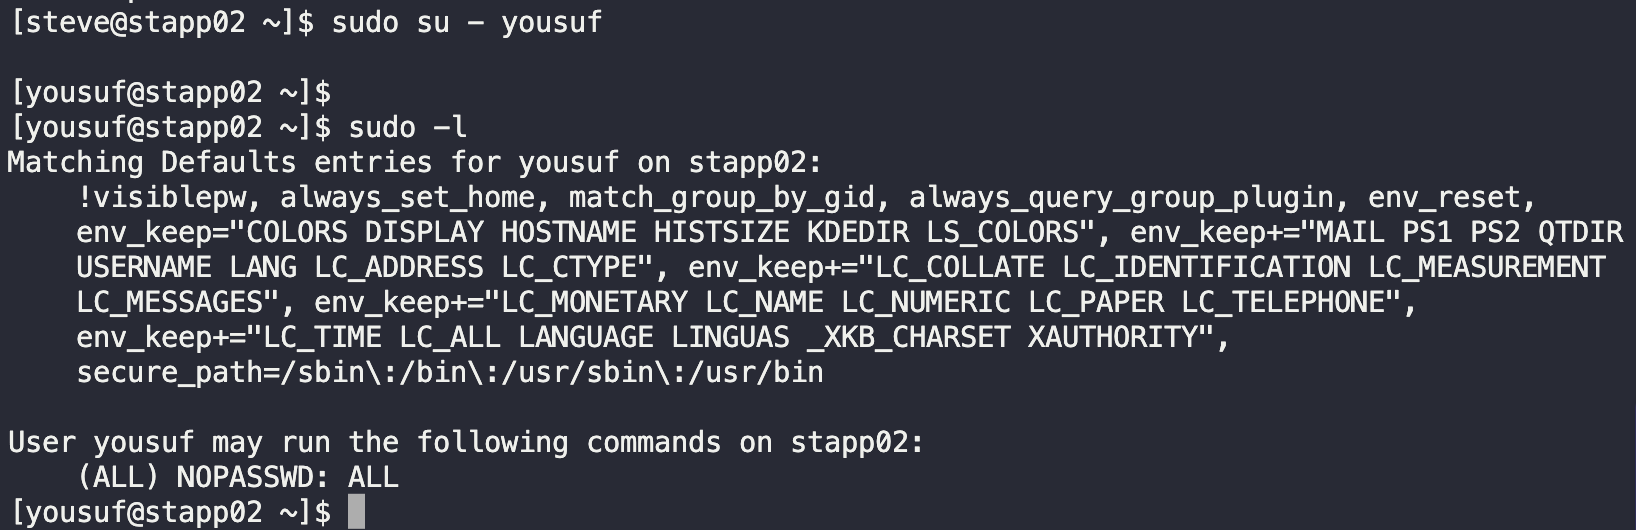 [steve@stapp02 ~]$ sudo su - yousuf
[yousuf@stapp02 ~]$
[yousuf@stapp02 ~]$ sudo -l
Matching Defaults entries for yousuf on stapp02:
    !visiblepw, always_set_home, match_group_by_gid, always_query_group_plugin, env_reset,
    env_keep="COLORS DISPLAY HOSTNAME HISTSIZE KDEDIR LS_COLORS", env_keep+="MAIL PS1 PS2 QTDIR
    USERNAME LANG LC_ADDRESS LC_CTYPE", env_keep+="LC_COLLATE LC_IDENTIFICATION LC_MEASUREMENT
    LC_MESSAGES", env_keep+="LC_MONETARY LC_NAME LC_NUMERIC LC_PAPER LC_TELEPHONE",
    env_keep+="LC_TIME LC_ALL LANGUAGE LINGUAS _XKB_CHARSET XAUTHORITY",
    secure_path=/sbin\:/bin\:/usr/sbin\:/usr/bin
User yousuf may run the following commands on stapp02:
    (ALL) NOPASSWD: ALL
[yousuf@stapp02 ~]$